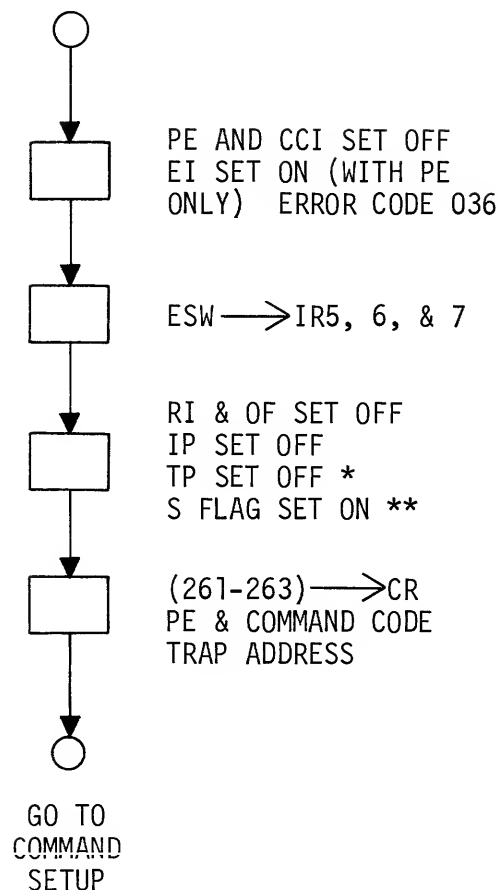 PE AND CCI SET OFF
EI SET ON (WITH PE
ONLY) ERROR CODE 036
ESW → IR5, 6, & 7
RI & OF SET OFF
IP SET OFF
TP SET OFF *
S FLAG SET ON **
(261-263) → CR
PE & COMMAND CODE
TRAP ADDRESS
GO TO
COMMAND
SETUP